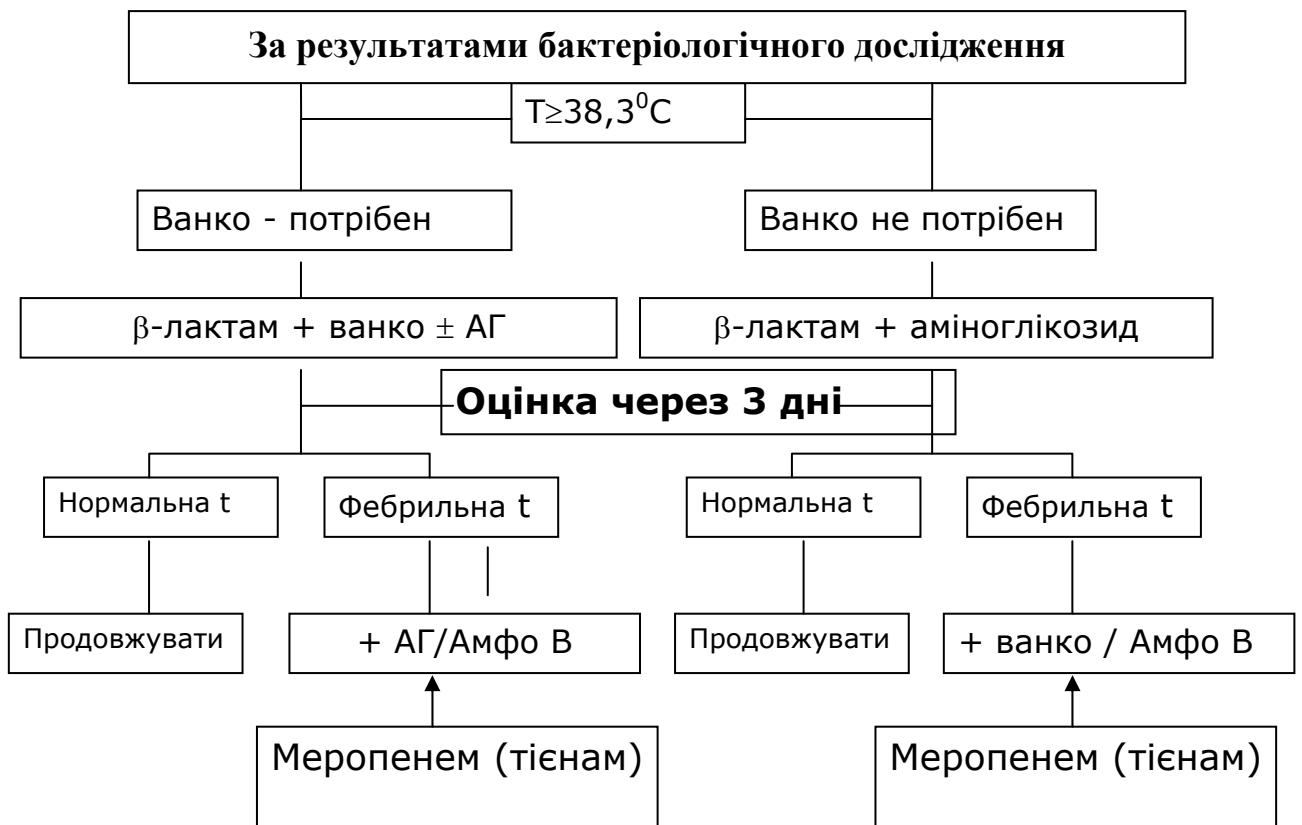 За результатами бактеріологічного дослідження
T≥38,3⁰C
Ванко - потрібен
Ванко не потрібен
β-лактам + ванко ± АГ
β-лактам + аміноглікозид
Оцінка через 3 дні
Нормальна t
Фебрильна t
Нормальна t
Фебрильна t
Продовжувати
+ АГ/Амфо В
Продовжувати
+ ванко / Амфо В
Меропенем (тієнам)
Меропенем (тієнам)